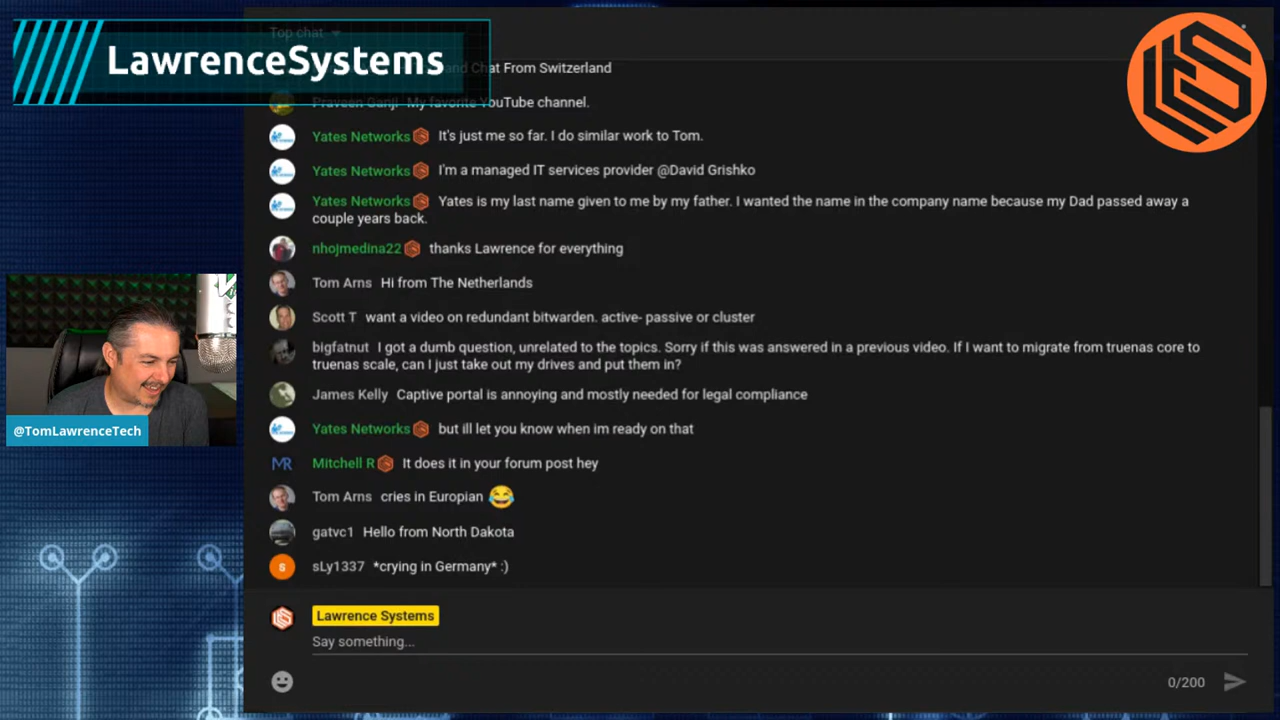 Top chat
LawrenceSystems
and Chat From Switzerland
Praveen Ganji My favorite YouTube channel.
Yates Networks It's just me so far. I do similar work to Tom.
Yates Networks I'm a managed IT services provider @David Grishko
Yates Networks Yates is my last name given to me by my father. I wanted the name in the company name because my Dad passed away a
couple years back.
nhojmedina22 thanks Lawrence for everything
Tom Arns Hi from The Netherlands
Scott T want a video on redundant bitwarden. active- passive or cluster
bigfatnut I got a dumb question, unrelated to the topics. Sorry if this was answered in a previous video. If I want to migrate from truenas core to
truenas scale, can I just take out my drives and put them in?
James Kelly Captive portal is annoying and mostly needed for legal compliance
@TomLawrenceTech
Yates Networks but ill let you know when im ready on that
MR Mitchell R It does it in your forum post hey
Tom Arns cries in Europian 😂
gatvc1 Hello from North Dakota
s sLy1337 *crying in Germany* :)
Lawrence Systems
Say something...
0/200